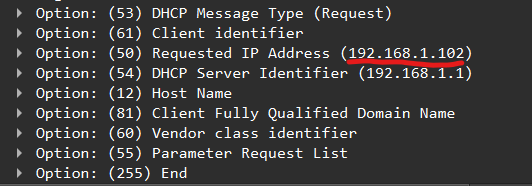 Option: (53) DHCP Message Type (Request)
Option: (61) Client identifier
Option: (50) Requested IP Address (192.168.1.102)
Option: (54) DHCP Server Identifier (192.168.1.1)
Option: (12) Host Name
Option: (81) Client Fully Qualified Domain Name
Option: (60) Vendor class identifier
Option: (55) Parameter Request List
Option: (255) End